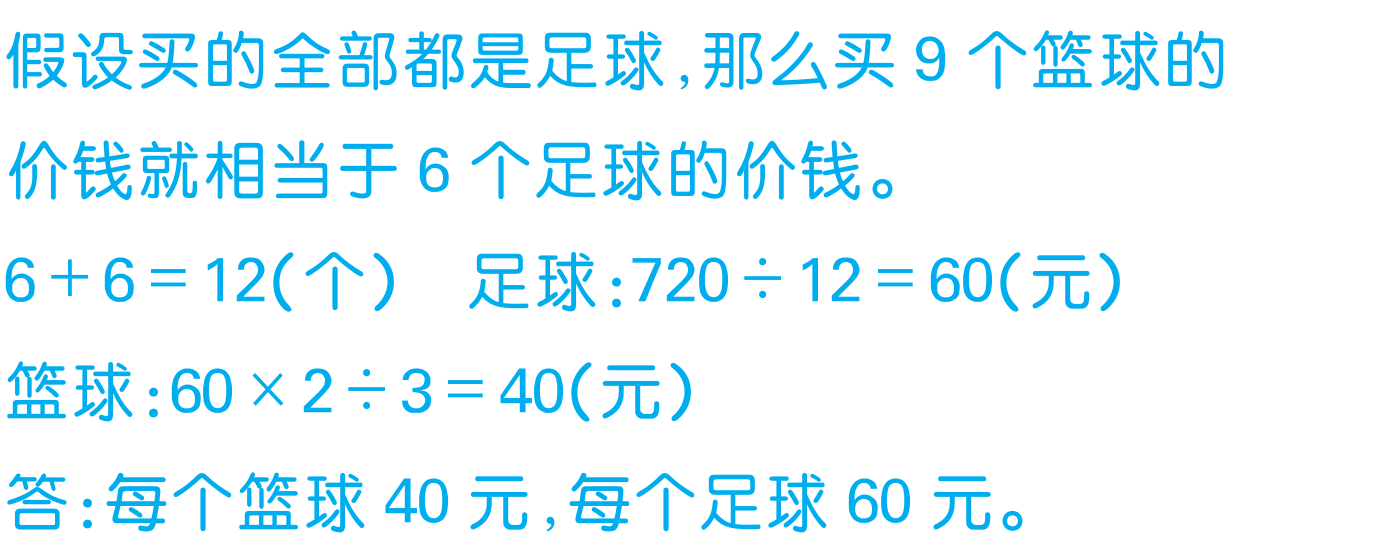 假设买的全部都是足球,那么买 9 个篮球的
价钱就相当于 6 个足球的价钱。
6+6=12(个) 足球:720÷12=60(元)
篮球:60×2÷3=40(元)
答:每个篮球 40 元,每个足球 60 元。